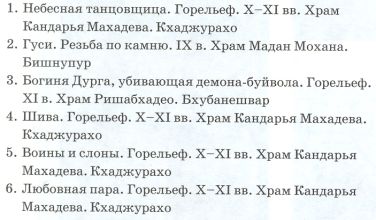 1. Небесная танцовщица. Горельеф. X–XI вв. Храм
Кандарья Махадева. Кхаджурахо
2. Гуси. Резьба по камню. IX в. Храм Мадан Мохана.
Бишнупур
3. Богиня Дурга, убивающая демона-буйвола. Горельеф.
XI в. Храм Ришабхадео. Бхубанешвар
4. Шива. Горельеф. X–XI вв. Храм Кандарья Махадева.
Кхаджурахо
5. Воины и слоны. Горельеф. X–XI вв. Храм Кандарья
Махадева. Кхаджурахо
6. Любовная пара. Горельеф. X–XI вв. Храм Кандарья
Махадева. Кхаджурахо